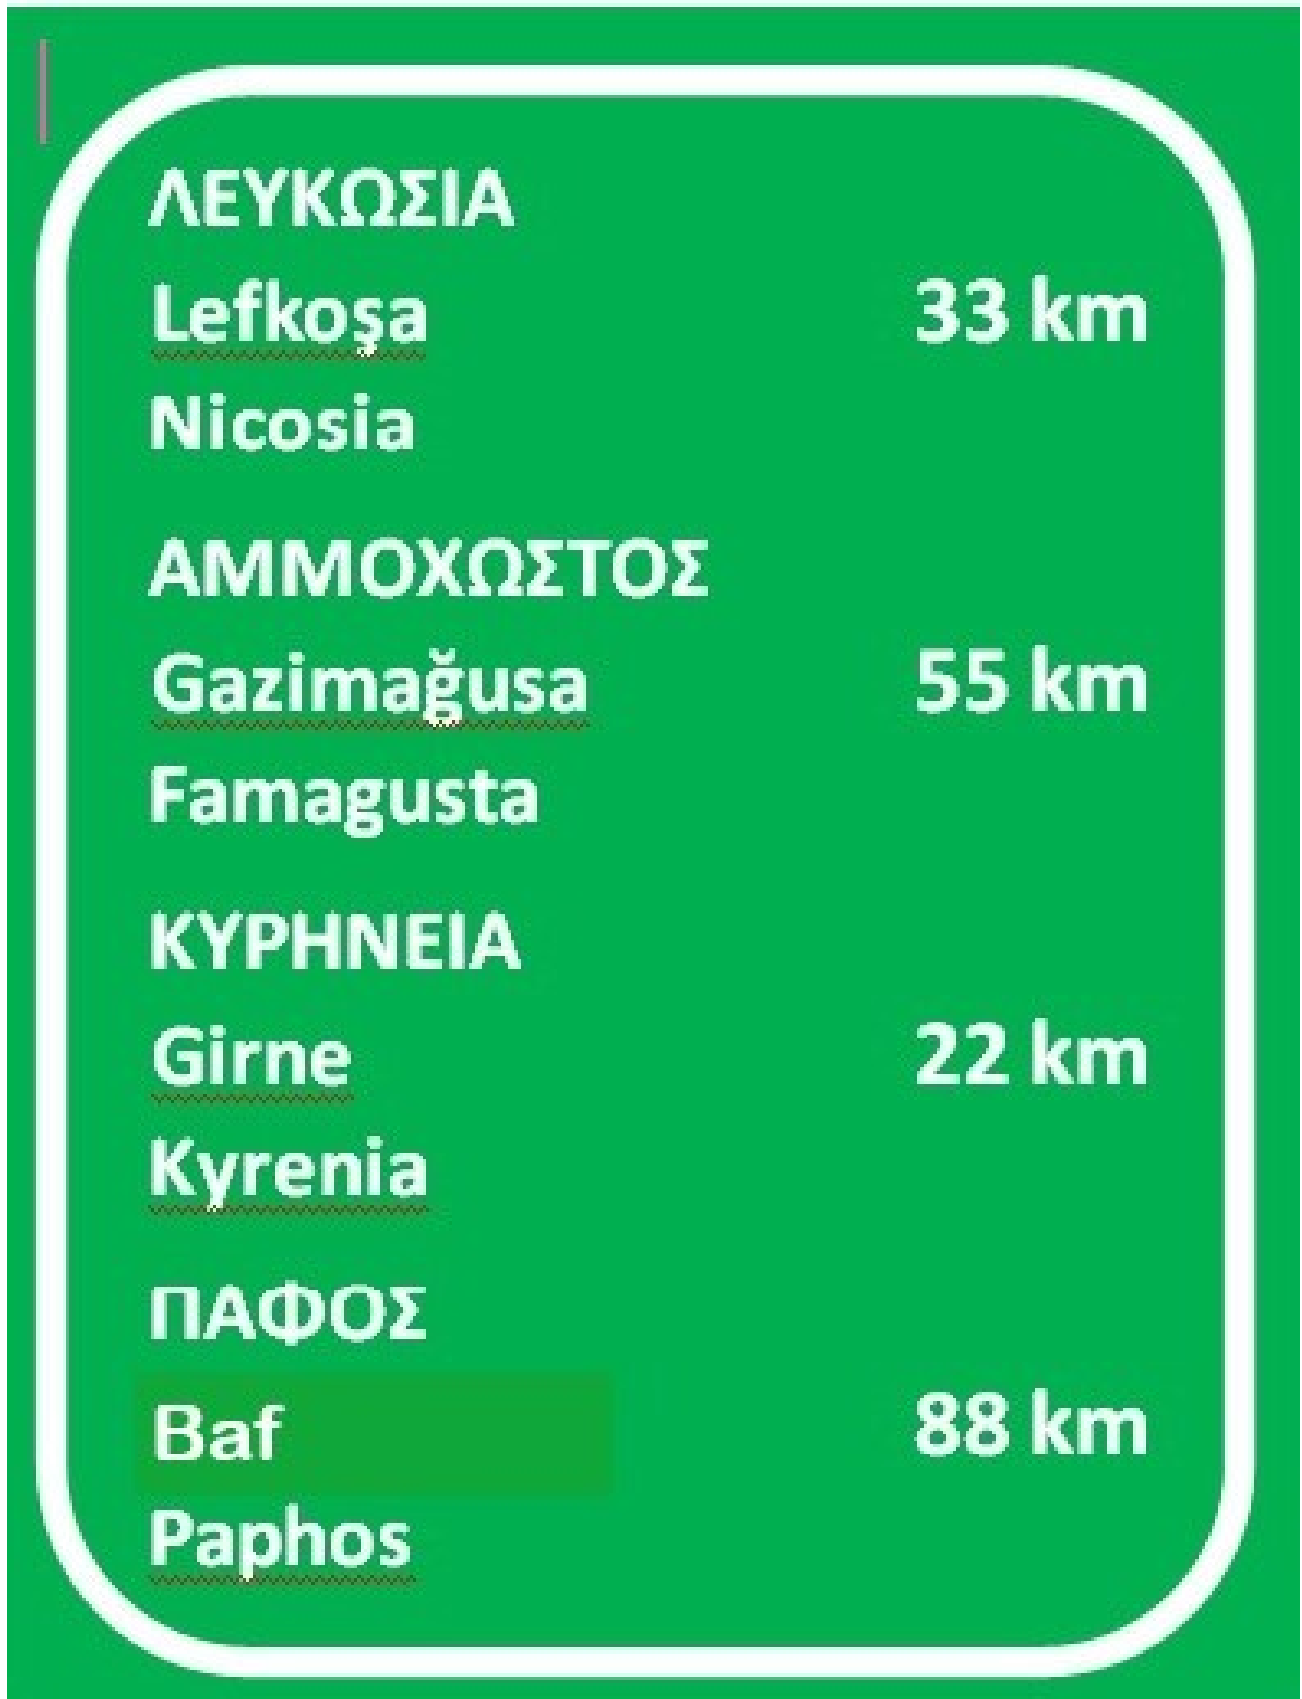 ΛΕΥΚΩΣΙΑ
Lefkoşa 33 km
Nicosia
ΑΜΜΟΧΩΣΤΟΣ
Gazimağusa 55 km
Famagusta
ΚΥΡΗΝΕΙΑ
Girne 22 km
Kyrenia
ΠΑΦΟΣ
Baf 88 km
Paphos